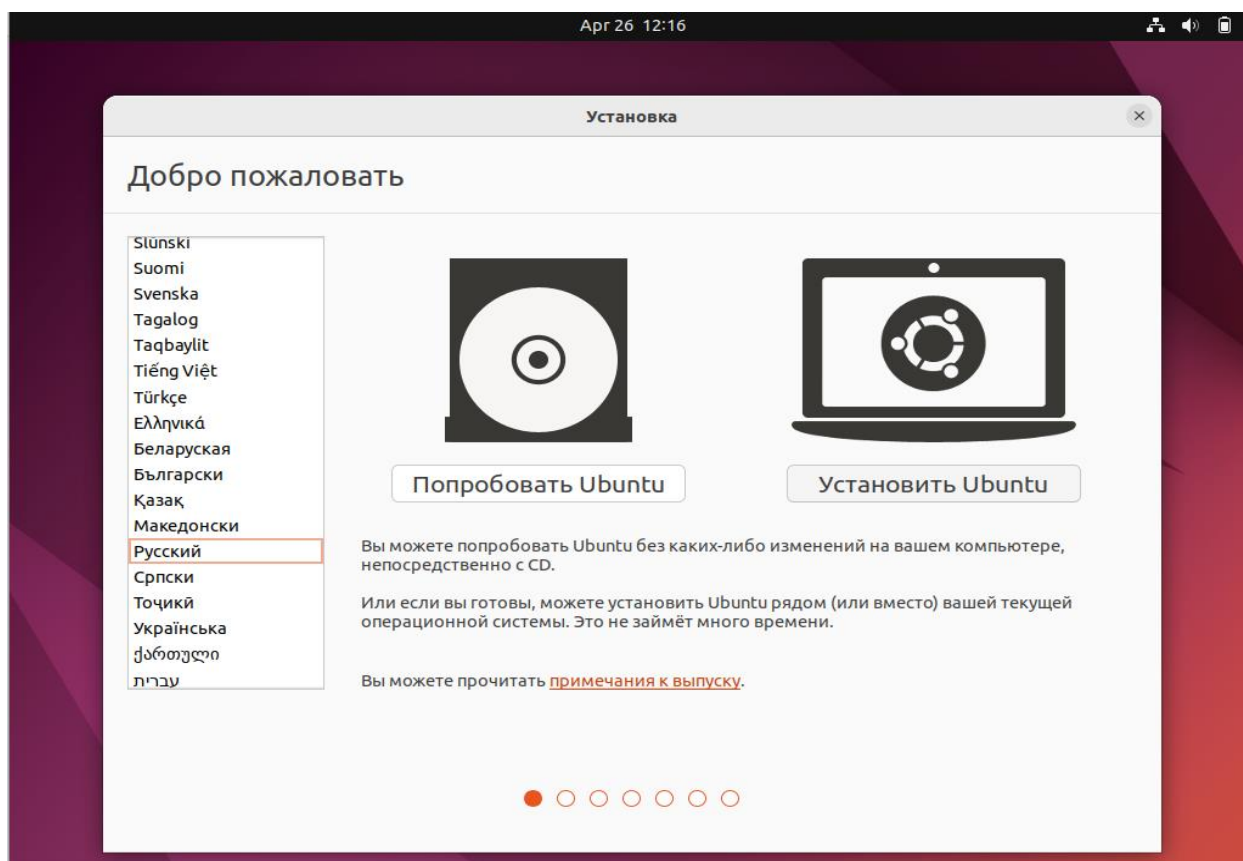 Apr 26 12:16
Установка
Добро пожаловать
Slúnski
Suomi
Svenska
Tagalog
Taqbaylit
Tiếng Việt
Türkçe
Ελληνικά
Беларуская
Български
Қазақ
Македонски
Русский
Српски
Тоҷикӣ
Українська
ქართული
עברית
Попробовать Ubuntu
Установить Ubuntu
Вы можете попробовать Ubuntu без каких-либо изменений на вашем компьютере,
непосредственно с CD.
Или если вы готовы, можете установить Ubuntu рядом (или вместо) вашей текущей
операционной системы. Это не займёт много времени.
Вы можете прочитать примечания к выпуску.